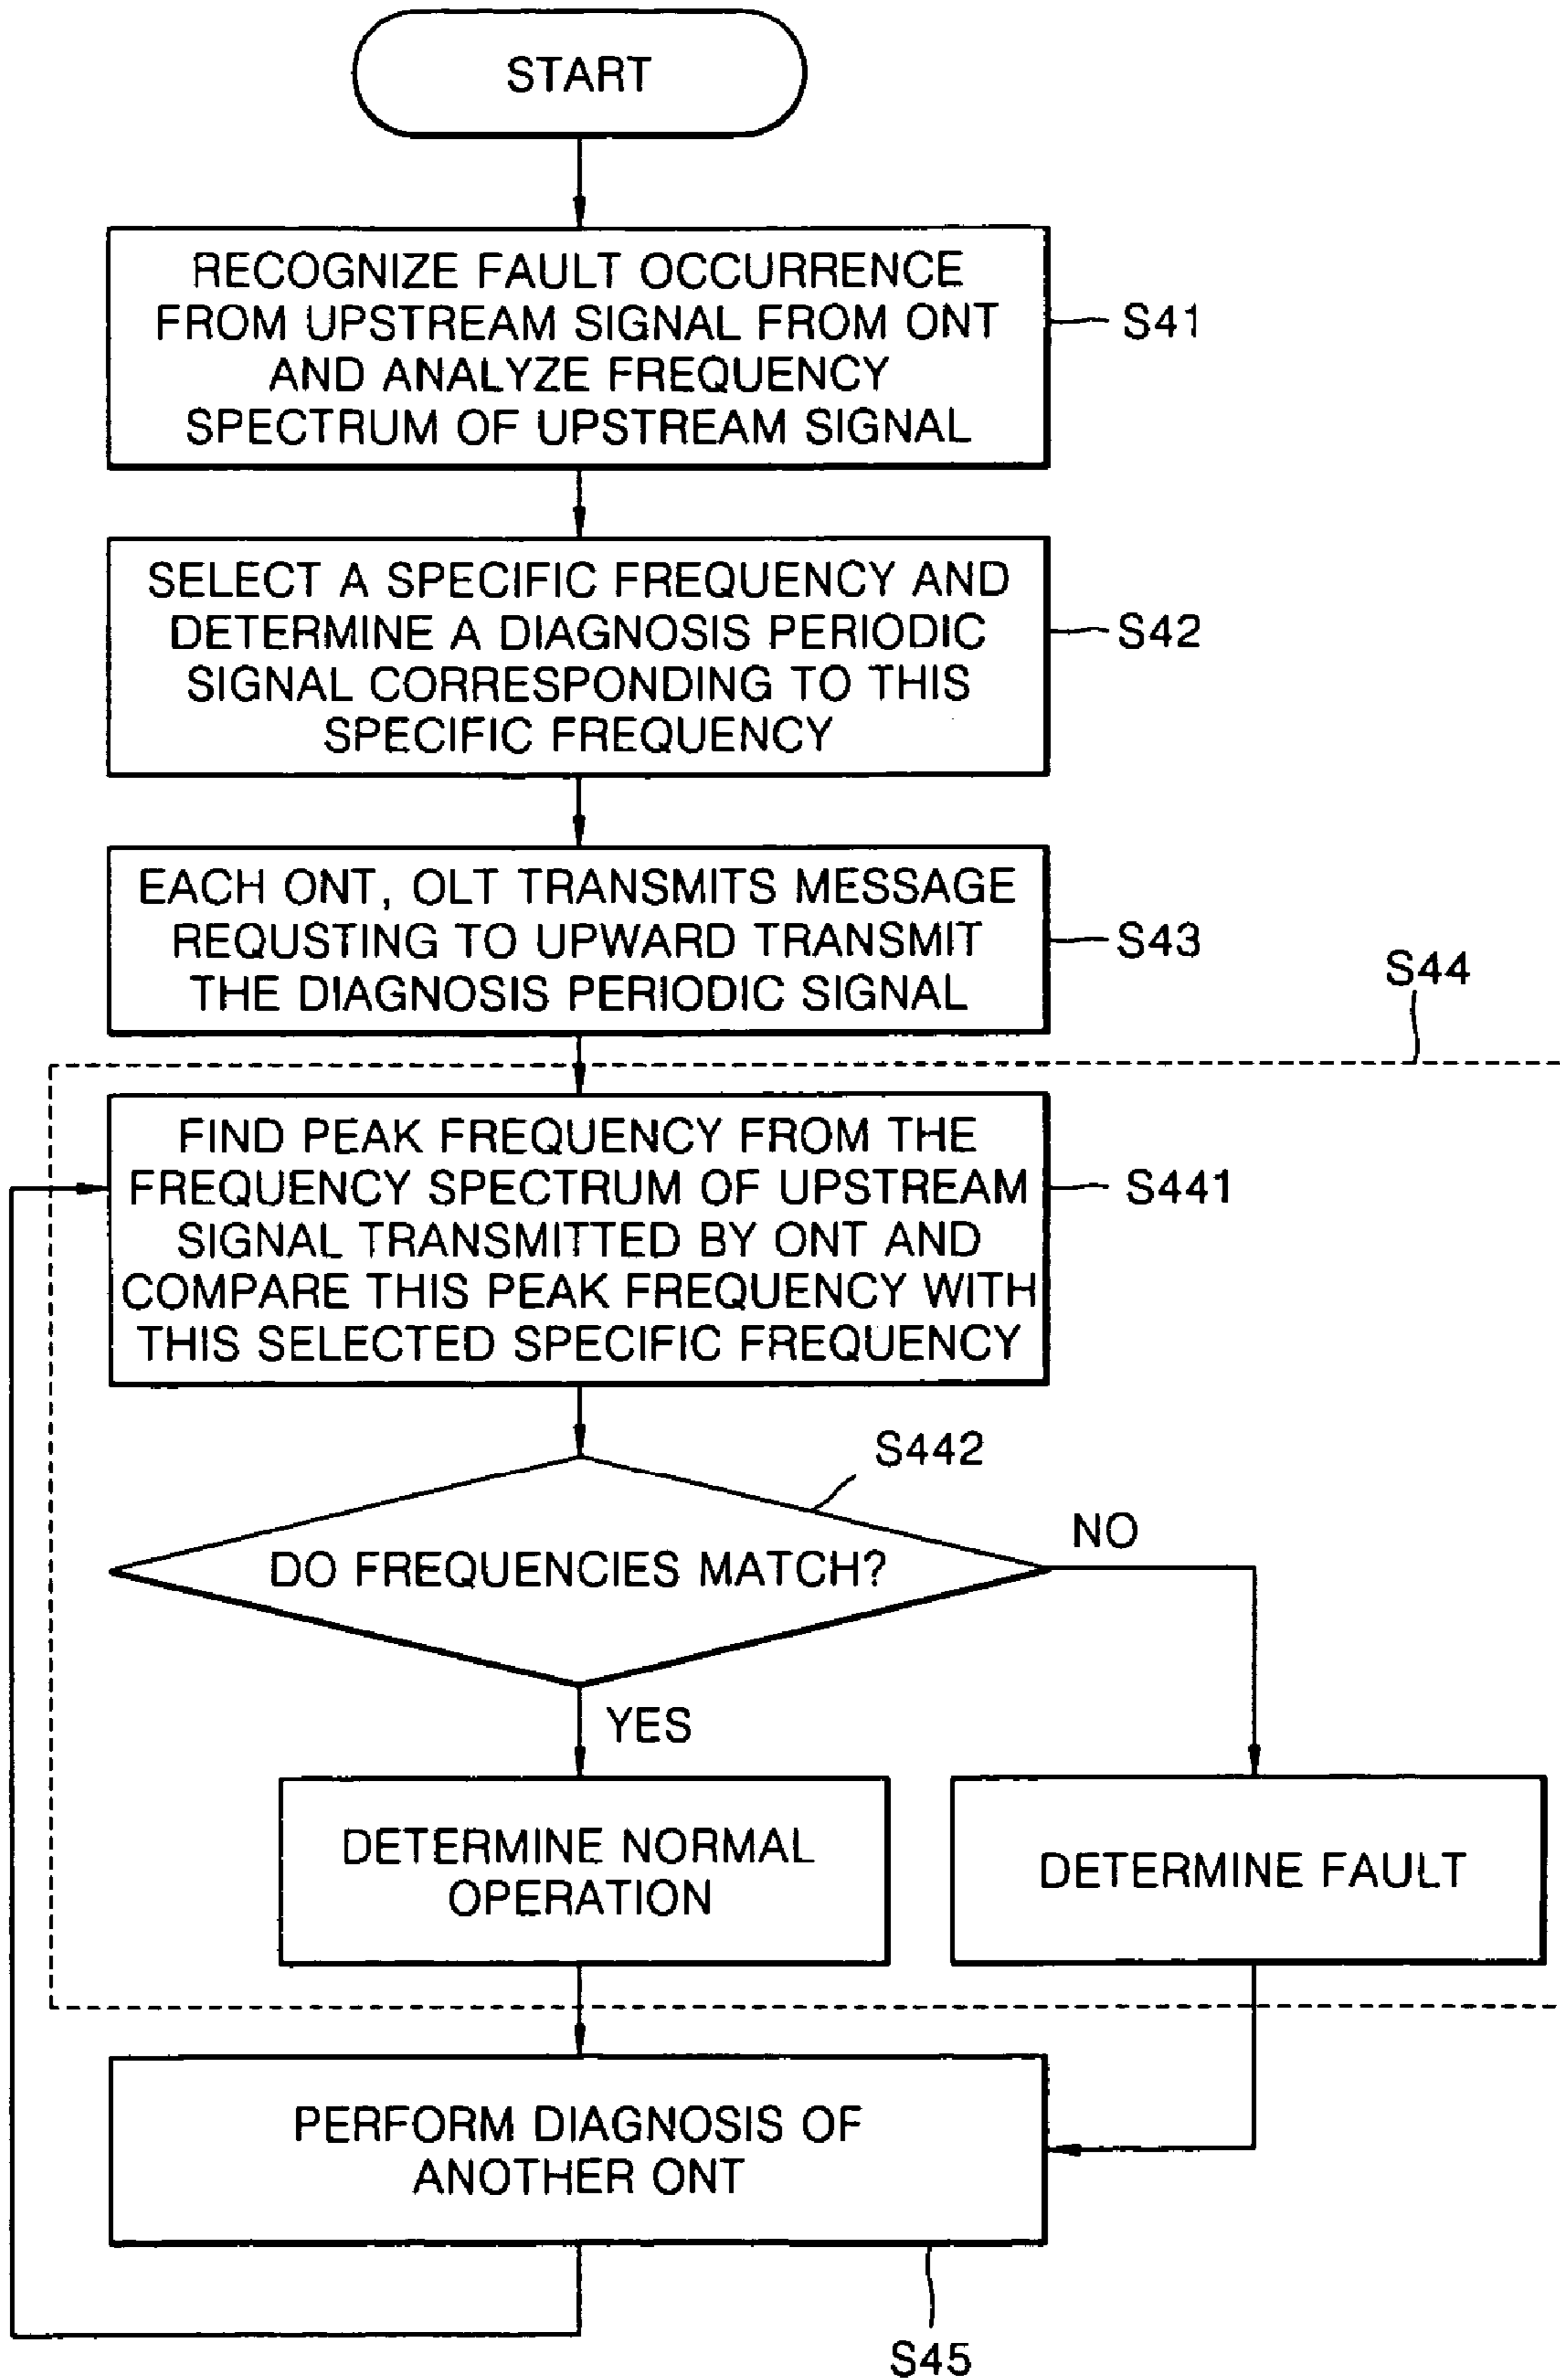 START
RECOGNIZE FAULT OCCURRENCE
FROM UPSTREAM SIGNAL FROM ONT
AND ANALYZE FREQUENCY
SPECTRUM OF UPSTREAM SIGNAL
S41
SELECT A SPECIFIC FREQUENCY AND
DETERMINE A DIAGNOSIS PERIODIC
SIGNAL CORRESPONDING TO THIS
SPECIFIC FREQUENCY
S42
EACH ONT, OLT TRANSMITS MESSAGE
REQUSTING TO UPWARD TRANSMIT
THE DIAGNOSIS PERIODIC SIGNAL
S43
S44
FIND PEAK FREQUENCY FROM THE
FREQUENCY SPECTRUM OF UPSTREAM
SIGNAL TRANSMITTED BY ONT AND
COMPARE THIS PEAK FREQUENCY WITH
THIS SELECTED SPECIFIC FREQUENCY
S441
S442
DO FREQUENCIES MATCH?
NO
YES
DETERMINE NORMAL
OPERATION
DETERMINE FAULT
PERFORM DIAGNOSIS OF
ANOTHER ONT
S45